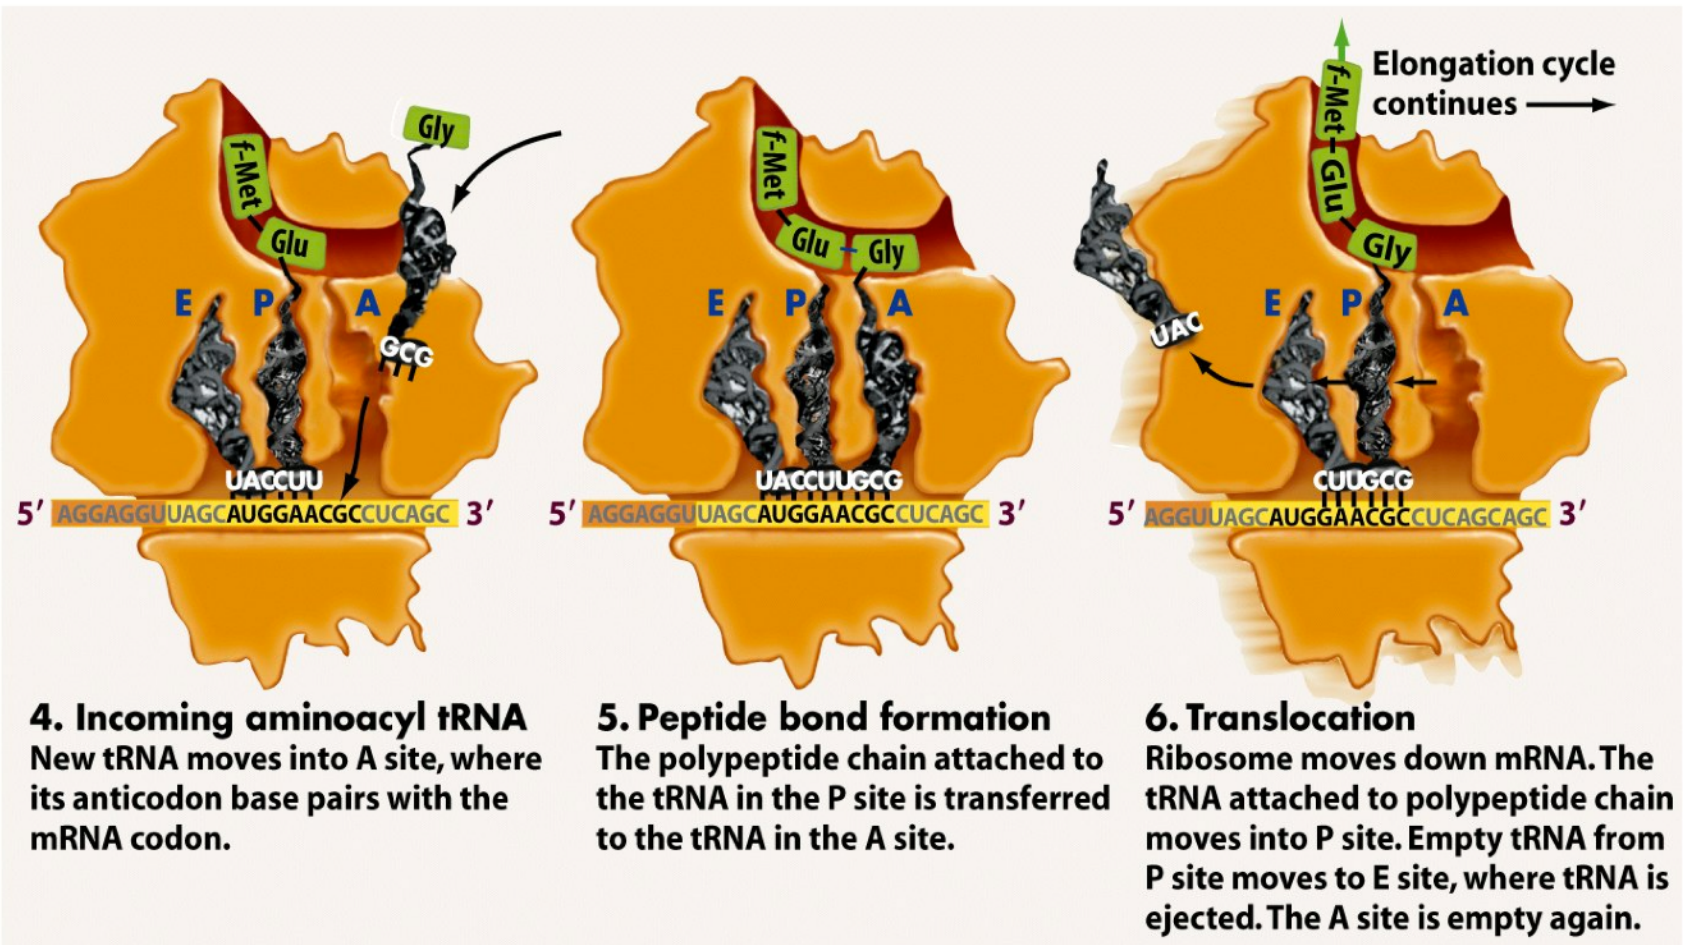 f-Met
Glu
Gly
E P A
GCG
UACCUU
5′ AGGAGGUUAGCAUGGAACGCCUCAGC 3′
4. Incoming aminoacyl tRNA
New tRNA moves into A site, where
its anticodon base pairs with the
mRNA codon.
f-Met
Glu
Gly
E P A
UACCUUGCG
5′ AGGAGGUUAGCAUGGAACGCCUCAGC 3′
5. Peptide bond formation
The polypeptide chain attached to
the tRNA in the P site is transferred
to the tRNA in the A site.
Elongation cycle
continues
f-Met
Glu
Gly
E P A
UAC
CUUGCG
5′ AGGUUAGCAUGGAACGCCUCAGCAGC 3′
6. Translocation
Ribosome moves down mRNA. The
tRNA attached to polypeptide chain
moves into P site. Empty tRNA from
P site moves to E site, where tRNA is
ejected. The A site is empty again.